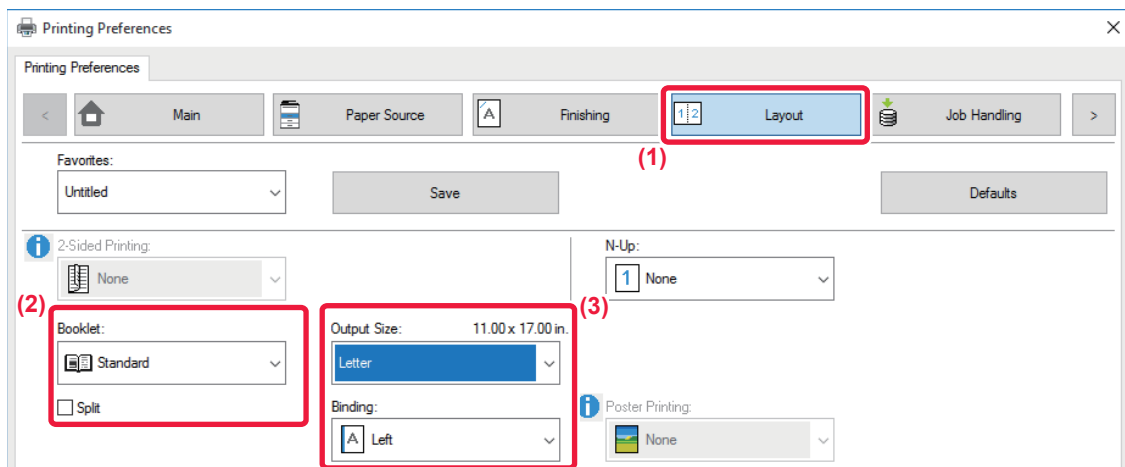 Printing Preferences
Printing Preferences
< Main Paper Source A Finishing 1 2 Layout Job Handling >
(1)
Favorites:
Untitled Save Defaults
i 2-Sided Printing: N-Up:
None 1 None
(2) (3)
Booklet: Output Size: 11.00 x 17.00 in.
Standard Letter
Split Binding: i Poster Printing:
A Left None